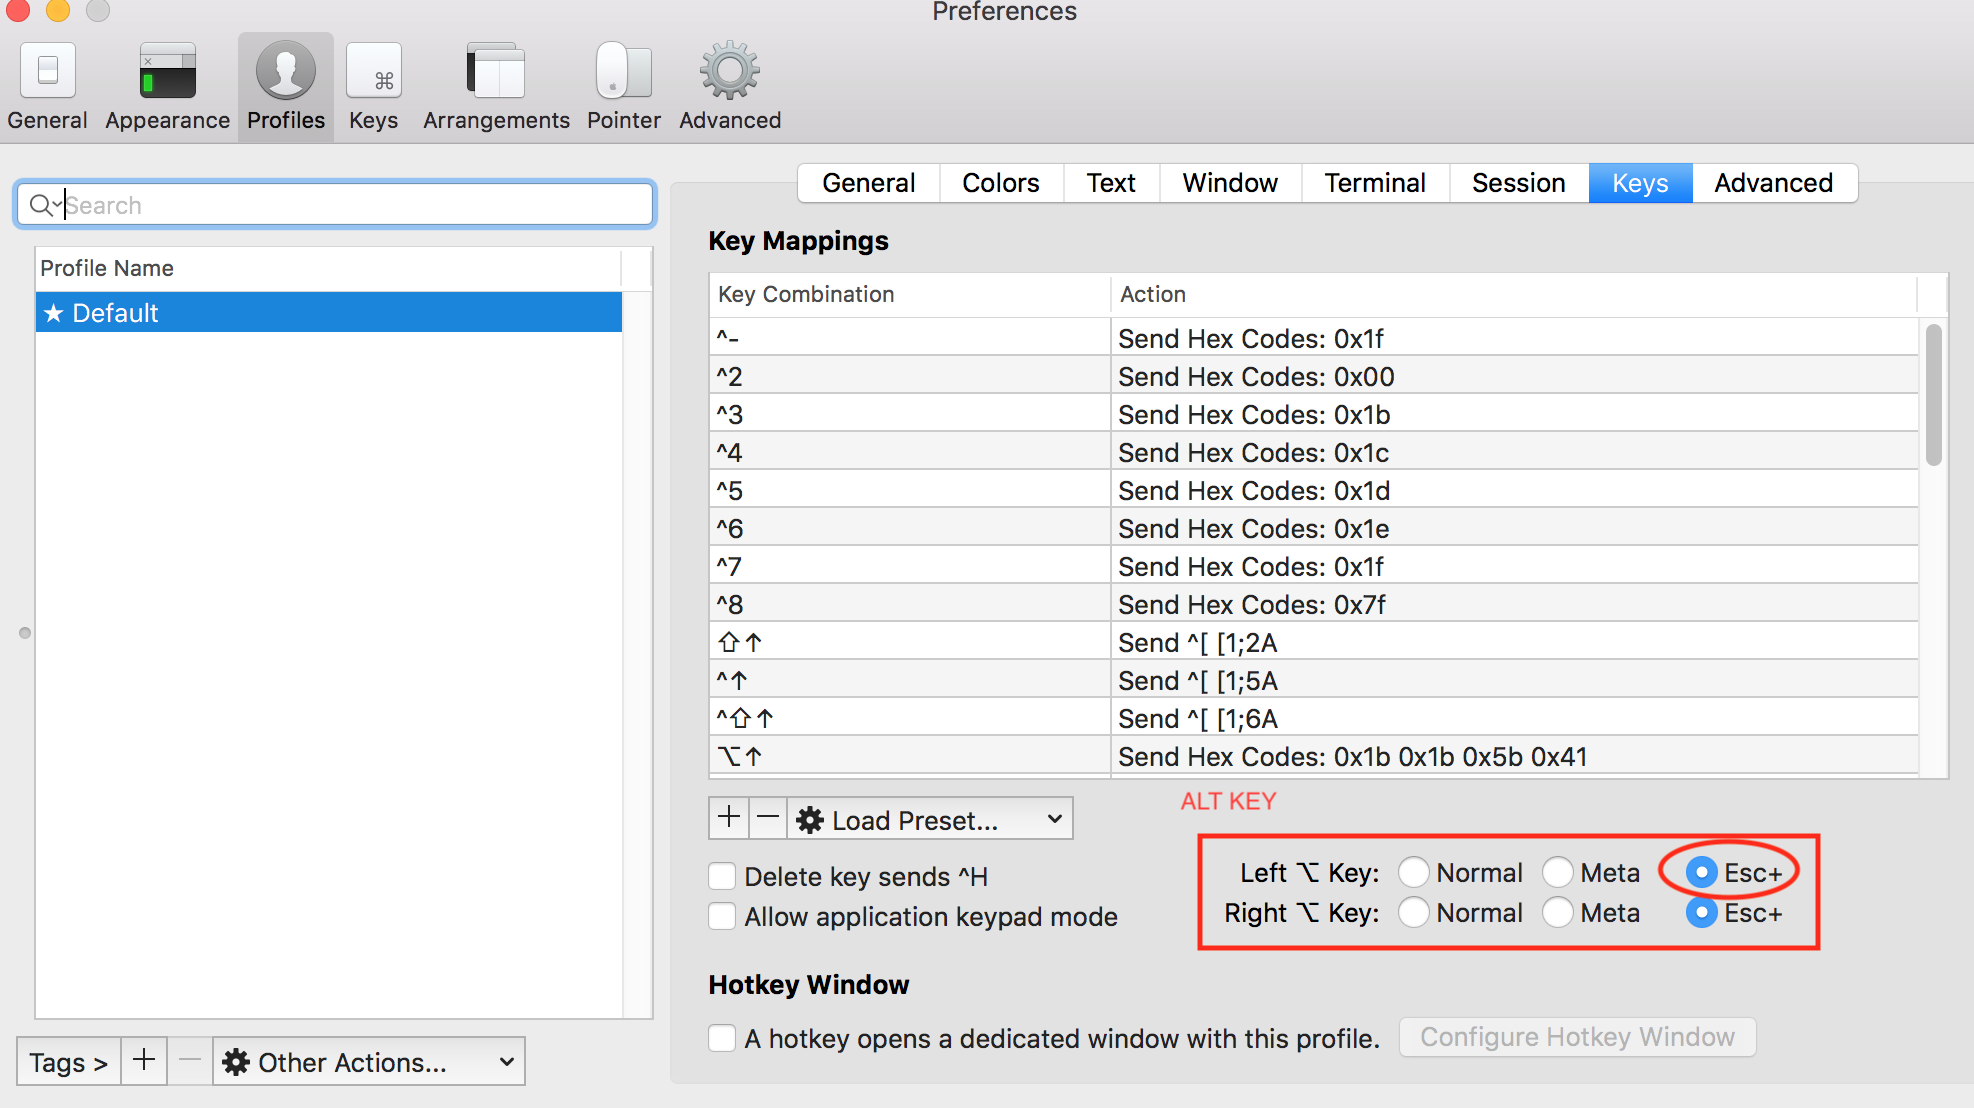 Preferences
General Appearance Profiles Keys Arrangements Pointer Advanced
Search
Profile Name
★ Default
Tags > + − Other Actions...
General Colors Text Window Terminal Session Keys Advanced
Key Mappings
Key Combination Action
^- Send Hex Codes: 0x1f
^2 Send Hex Codes: 0x00
^3 Send Hex Codes: 0x1b
^4 Send Hex Codes: 0x1c
^5 Send Hex Codes: 0x1d
^6 Send Hex Codes: 0x1e
^7 Send Hex Codes: 0x1f
^8 Send Hex Codes: 0x7f
⇧↑ Send ^[ [1;2A
^↑ Send ^[ [1;5A
^⇧↑ Send ^[ [1;6A
⌥↑ Send Hex Codes: 0x1b 0x1b 0x5b 0x41
+ − Load Preset...
ALT KEY
Delete key sends ^H
Allow application keypad mode
Left ⌥ Key: Normal Meta Esc+
Right ⌥ Key: Normal Meta Esc+
Hotkey Window
A hotkey opens a dedicated window with this profile. Configure Hotkey Window